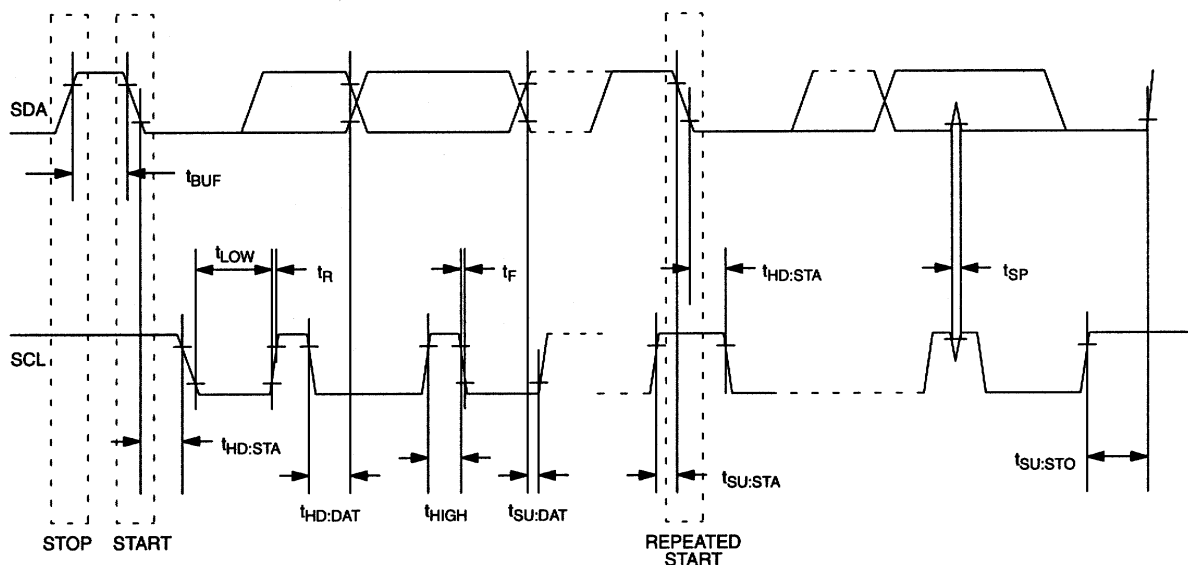 SDA
tBUF
tLOW
tR
tF
tHD:STA
tSP
SCL
tHD:STA
tSU:STA
tSU:STO
tHD:DAT
tHIGH
tSU:DAT
STOP
START
REPEATED
START